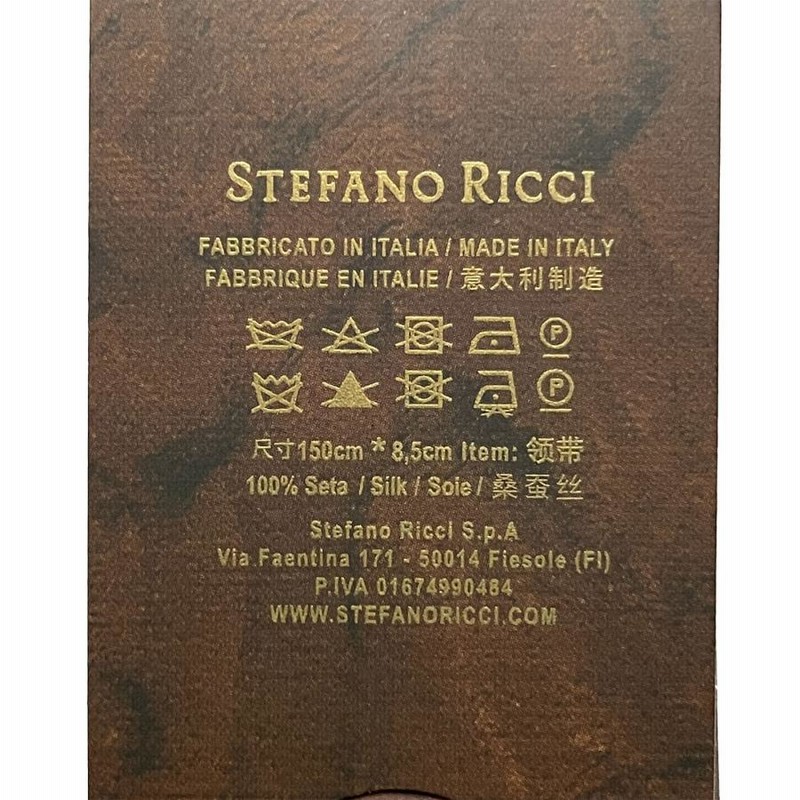 STEFANO RICCI
FABBRICATO IN ITALIA / MADE IN ITALY
FABBRIQUE EN ITALIE / 意大利制造
P
P
尺寸150cm * 8,5cm Item: 领带
100% Seta / Silk / Soie / 桑蚕丝
Stefano Ricci S.p.A
Via Faentina 171 - 50014 Fiesole (FI)
P.IVA 01674990484
WWW.STEFANORICCI.COM